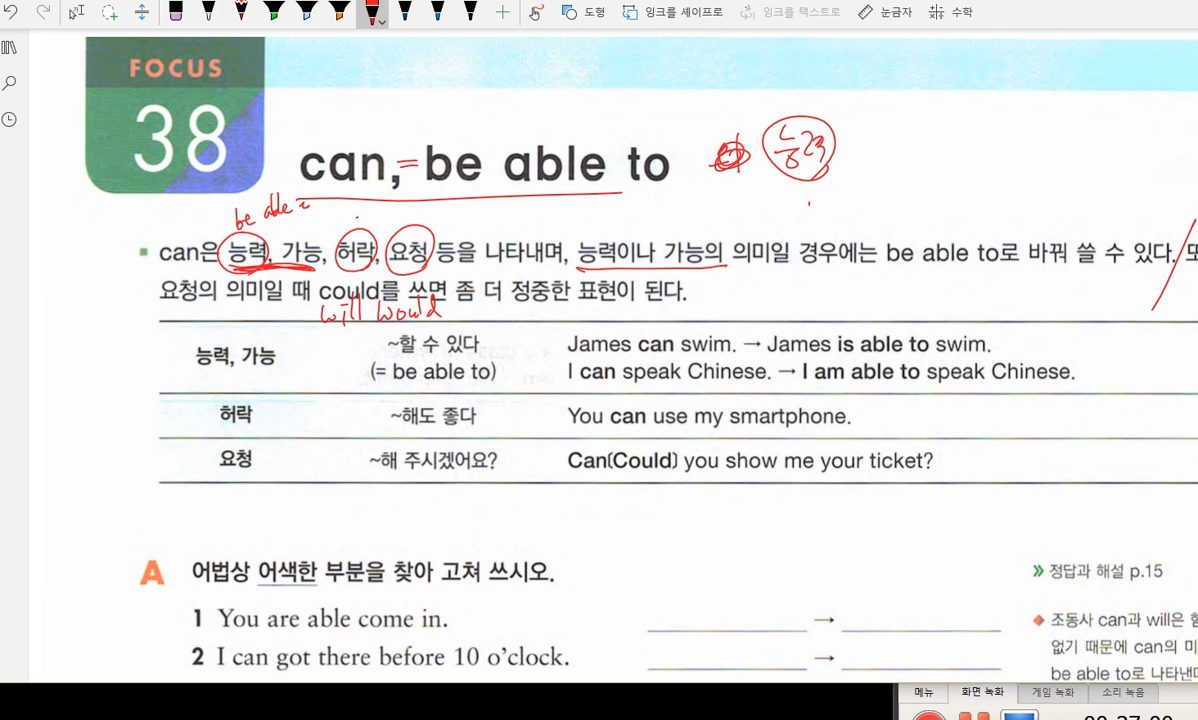 도형 잉크를 셰이프로 잉크를 텍스트로 눈금자 수학
FOCUS
38
can, = be able to 능력
be able
can은 능력, 가능, 허락, 요청 등을 나타내며, 능력이나 가능의 의미일 경우에는 be able to로 바꿔 쓸 수 있다. 또
요청의 의미일 때 could를 쓰면 좀 더 정중한 표현이 된다.
will would
능력, 가능 ~할 수 있다 James can swim. → James is able to swim.
(= be able to) I can speak Chinese. → I am able to speak Chinese.
허락 ~해도 좋다 You can use my smartphone.
요청 ~해 주시겠어요? Can(Could) you show me your ticket?
A 어법상 어색한 부분을 찾아 고쳐 쓰시오.
» 정답과 해설 p.15
1 You are able come in. →
2 I can got there before 10 o'clock. →
조동사 can과 will은 함
없기 때문에 can의 미
be able to로 나타낸다
메뉴 화면 녹화 게임 녹화 소리 녹음